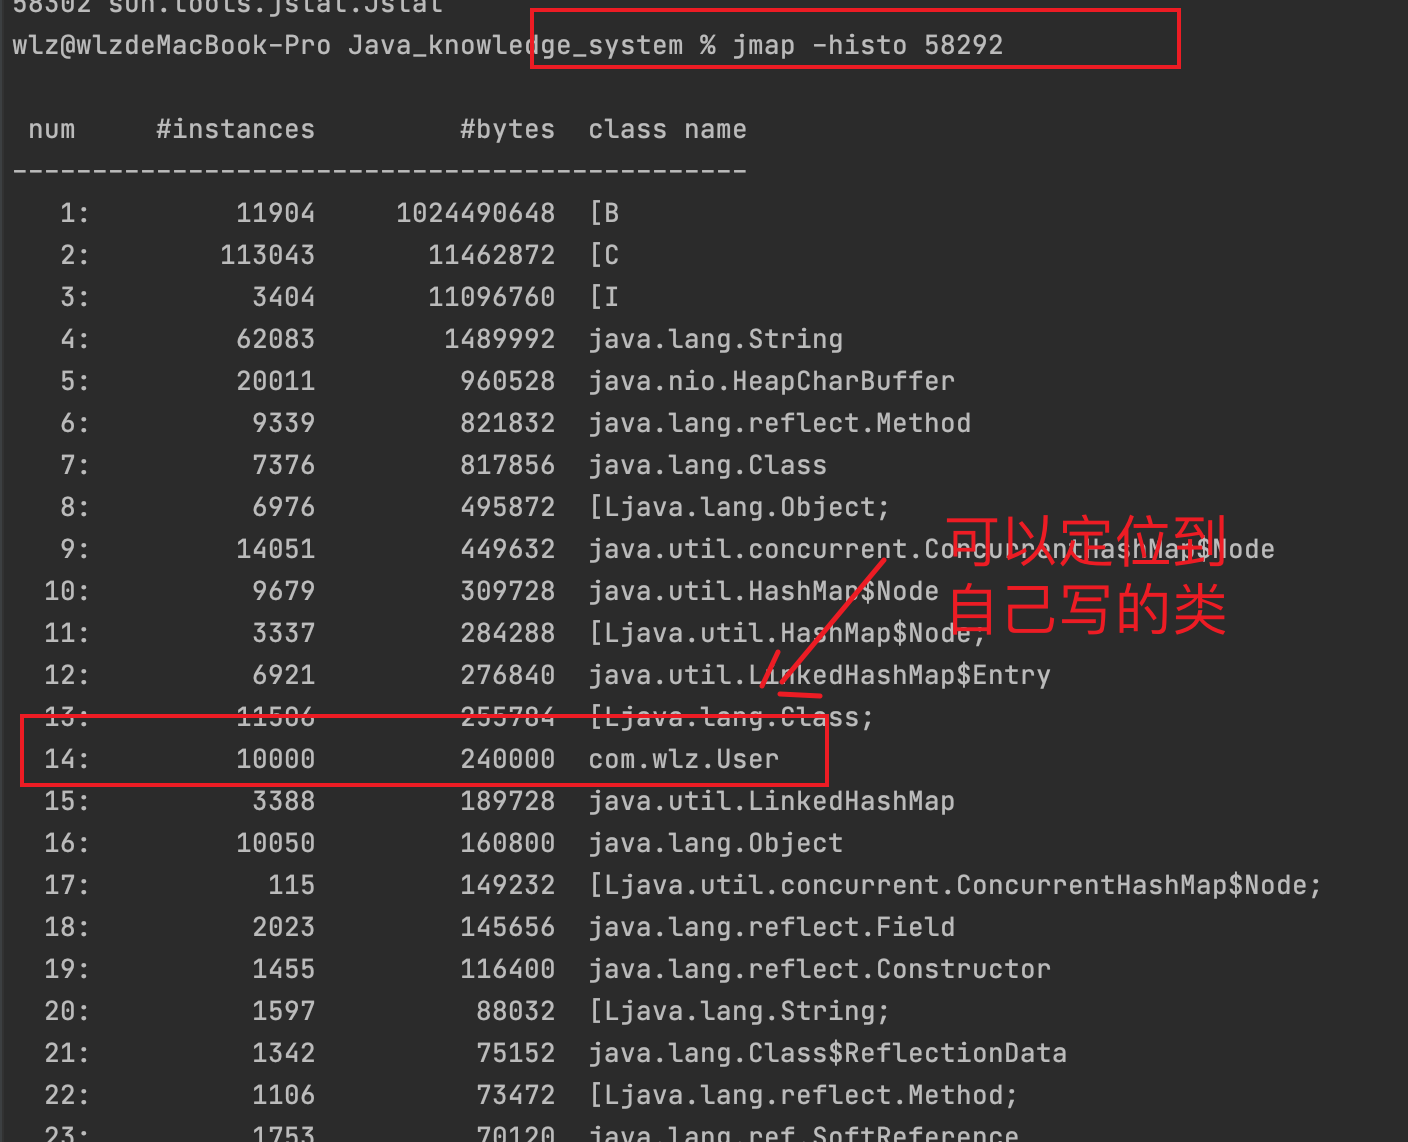 58302 sun.tools.jstat.Jstat
wlz@wlzdeMacBook-Pro Java_knowledge_system % jmap -histo 58292
num #instances #bytes class name
----------------------------------------------
1: 11904 1024490648 [B
2: 113043 11462872 [C
3: 3404 11096760 [I
4: 62083 1489992 java.lang.String
5: 20011 960528 java.nio.HeapCharBuffer
6: 9339 821832 java.lang.reflect.Method
7: 7376 817856 java.lang.Class
8: 6976 495872 [Ljava.lang.Object;
9: 14051 449632 java.util.concurrent.ConcurrentHashMap$Node
10: 9679 309728 java.util.HashMap$Node
11: 3337 284288 [Ljava.util.HashMap$Node;
12: 6921 276840 java.util.LinkedHashMap$Entry
13: 11506 255784 [Ljava.lang.Class;
14: 10000 240000 com.wlz.User
15: 3388 189728 java.util.LinkedHashMap
16: 10050 160800 java.lang.Object
17: 115 149232 [Ljava.util.concurrent.ConcurrentHashMap$Node;
18: 2023 145656 java.lang.reflect.Field
19: 1455 116400 java.lang.reflect.Constructor
20: 1597 88032 [Ljava.lang.String;
21: 1342 75152 java.lang.Class$ReflectionData
22: 1106 73472 [Ljava.lang.reflect.Method;
23: 1753 70120 java.lang.ref.SoftReference
可以定位到
自己写的类